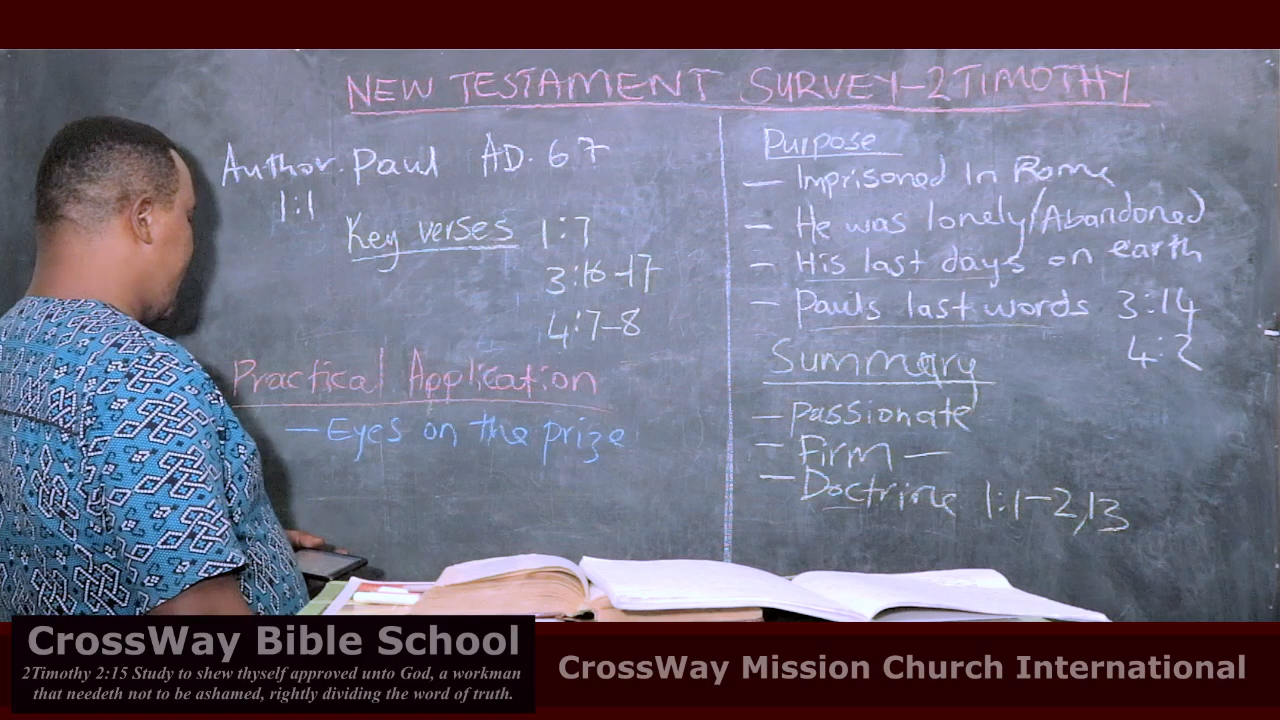 NEW TESTAMENT SURVEY-2TIMOTHY
Author. Paul AD. 67
1:1
Key verses 1:7
3:16-17
4:7-8
Practical Application
- Eyes on the prize
Purpose
- Imprisoned In Rome
- He was lonely/Abandoned
- His last days on earth
- Pauls last words 3:14
4:2
Summary
- Passionate
- Firm -
- Doctrine 1:1-2,13
CrossWay Bible School
2Timothy 2:15 Study to shew thyself approved unto God, a workman
that needeth not to be ashamed, rightly dividing the word of truth.
CrossWay Mission Church International